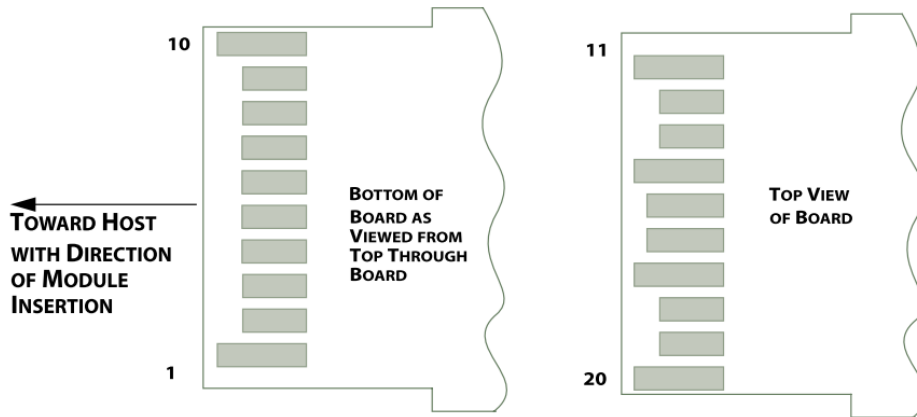 10
1
TOWARD HOST
WITH DIRECTION
OF MODULE
INSERTION
BOTTOM OF
BOARD AS
VIEWED FROM
TOP THROUGH
BOARD
11
20
TOP VIEW
OF BOARD